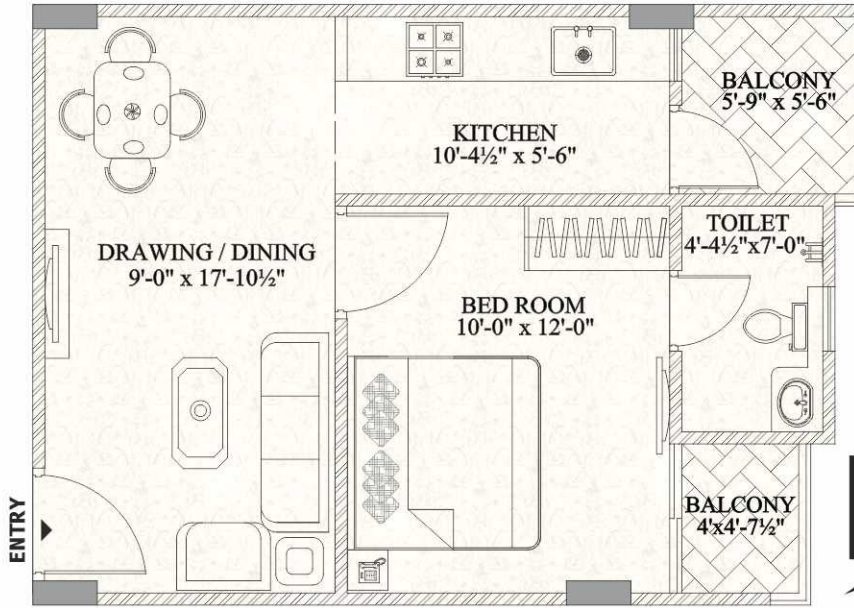 BALCONY
5'-9" x 5'-6"
KITCHEN
10'-4½" x 5'-6"
TOILET
4'-4½"x7'-0"
DRAWING / DINING
9'-0" x 17'-10½"
BED ROOM
10'-0" x 12'-0"
BALCONY
4'x4'-7½"
ENTRY